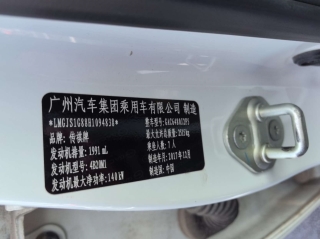 广州汽车集团乘用车有限公司 制造
*LMGJS1G88H1094838*
品牌：传祺牌 整车型号：GAC6480J2P5
发动机排量：1991 mL 最大允许总质量：2525kg
发动机型号：4B20M1 乘坐人数：7 人
发动机最大净功率：140kW 制造年月：2017年12月
制造国：中国